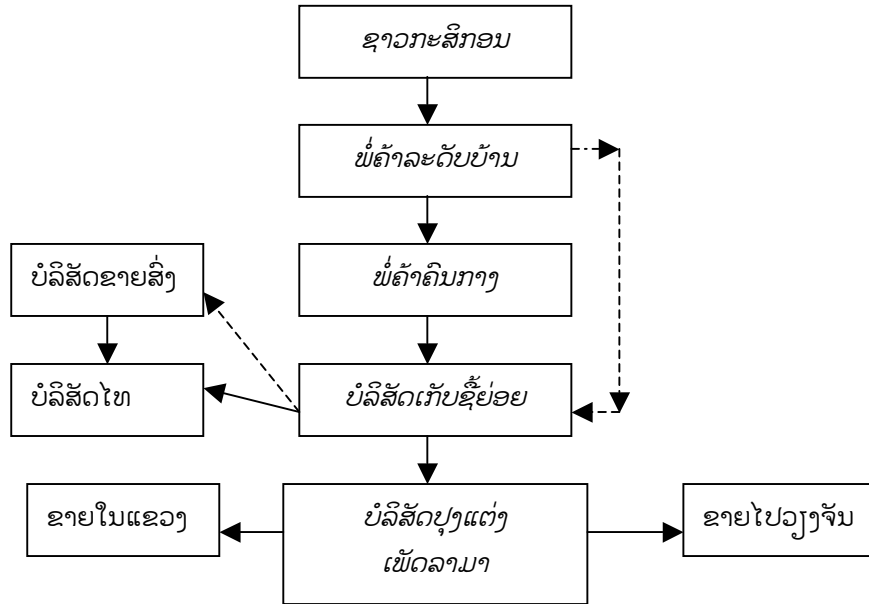 ຊາວກະສິກອນ
ພໍ່ຄ້າລະດັບບ້ານ
ບໍລິສັດຂາຍສົ່ງ
ພໍ່ຄ້າຄົນກາງ
ບໍລິສັດໄທ
ບໍລິສັດເກັບຊື້ຍ່ອຍ
ຂາຍໃນແຂວງ
ບໍລິສັດປຸງແຕ່ງ
ເພັດລາມາ
ຂາຍໄປວຽງຈັນ